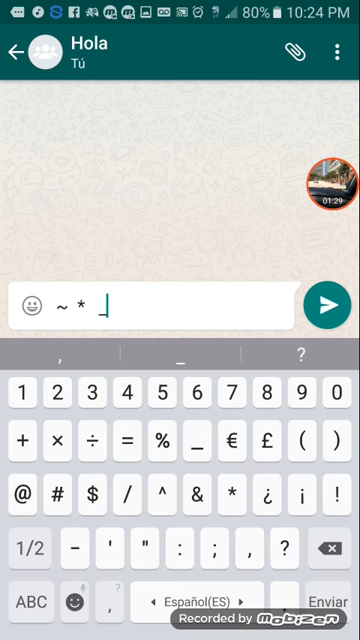 80% 10:24 PM
Hola
Tú
01:29
~ * _
, _ ?
1 2 3 4 5 6 7 8 9 0
+ × ÷ = % _ € £ ( )
@ # $ / ^ & * ¿ ¡ !
1/2 - ' " : ; , ?
ABC , ? Español(ES) . Enviar
Recorded by Mobizen